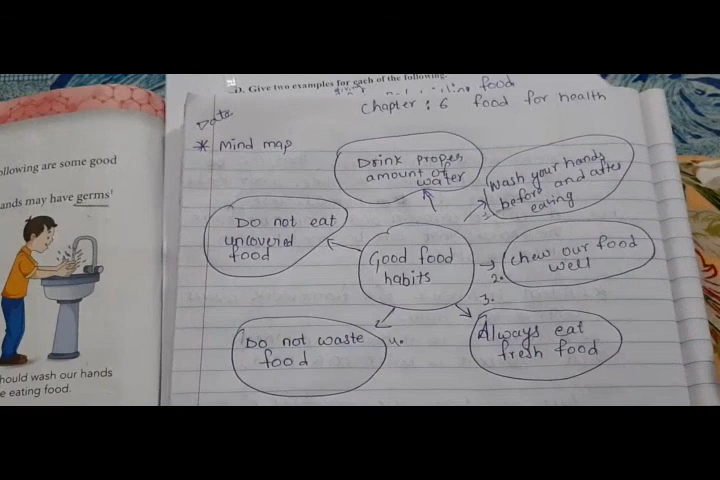 D. Give two examples for each of the following.
food
Chapter : 6 food for health
Date
* Mind map
Drink proper
amount of
water
Wash your hands
before and after
eating
Do not eat
uncovered
food
Good food
habits
chew our food
well
2.
3.
Do not waste
food
4.
Always eat
fresh food
ollowing are some good
ands may have germs
hould wash our hands
e eating food.